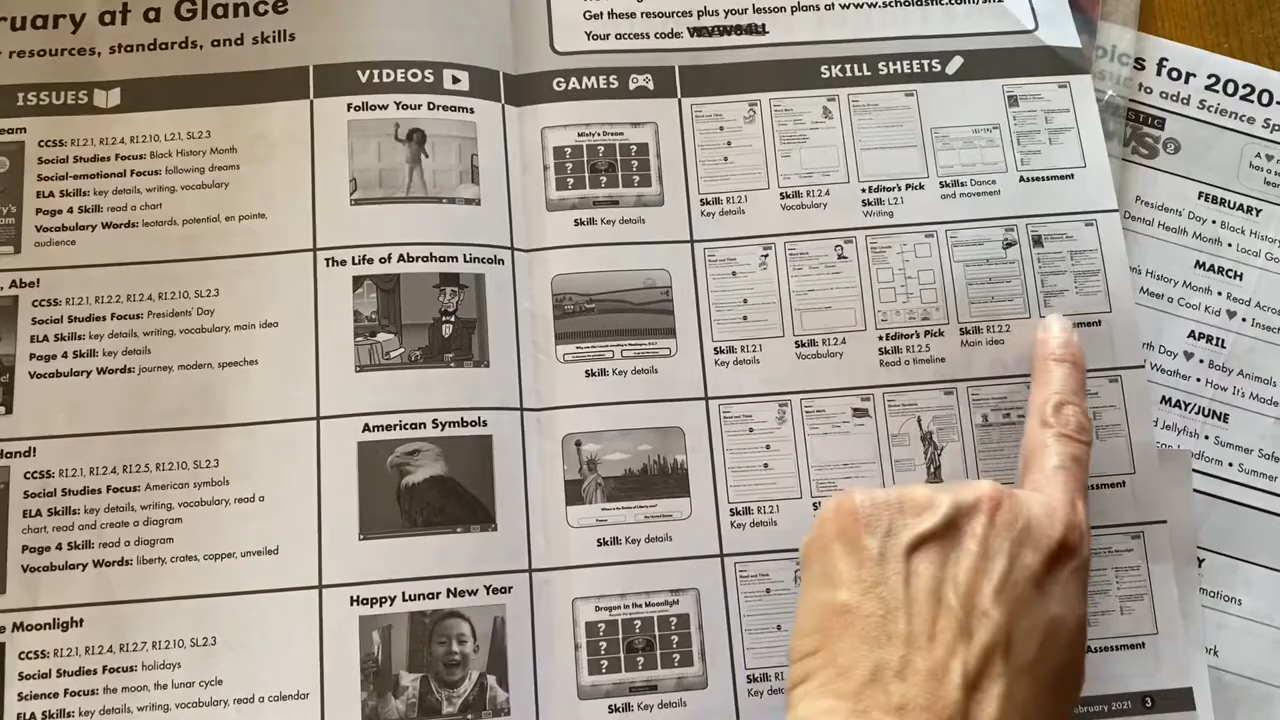 ruary at a Glance
resources, standards, and skills
Get these resources plus your lesson plans at www.scholastic.com/sn2
Your access code:
ISSUES
VIDEOS
GAMES
SKILL SHEETS
eam
CCSS: RI.2.1, RI.2.4, RI.2.10, L2.1, SL2.3
Social Studies Focus: Black History Month
Social-emotional Focus: following dreams
ELA Skills: key details, writing, vocabulary
Page 4 Skill: read a chart
Vocabulary Words: leotards, potential, en pointe,
audience
Follow Your Dreams
Misty's Dream
Skill: Key details
Skill: RI.2.1
Key details
Skill: RI.2.4
Vocabulary
★Editor's Pick
Skill: L2.1
Writing
Skills: Dance
and movement
Assessment
, Abe!
CCSS: RI.2.1, RI.2.2, RI.2.4, RI.2.10, SL2.3
Social Studies Focus: Presidents' Day
ELA Skills: key details, writing, vocabulary, main idea
Page 4 Skill: key details
Vocabulary Words: journey, modern, speeches
The Life of Abraham Lincoln
Skill: Key details
Skill: RI.2.1
Key details
Skill: RI.2.4
Vocabulary
★Editor's Pick
Skill: RI.2.5
Read a timeline
Skill: RI.2.2
Main idea
sment
Hand!
CCSS: RI.2.1, RI.2.4, RI.2.5, RI.2.10, SL2.3
Social Studies Focus: American symbols
ELA Skills: key details, writing, vocabulary, read a
chart, read and create a diagram
Page 4 Skill: read a diagram
Vocabulary Words: liberty, crates, copper, unveiled
American Symbols
Skill: Key details
Skill: RI.2.1
Key details
ssment
e Moonlight
CCSS: RI.2.1, RI.2.4, RI.2.7, RI.2.10, SL2.3
Social Studies Focus: holidays
Science Focus: the moon, the lunar cycle
ELA Skills: key details, writing, vocabulary, read a calendar
Happy Lunar New Year
Dragon in the Moonlight
Skill: Key details
Skill: RI
Key deta
Assessment
ebruary 2021 3
pics for 2020-
stic to add Science Sp
FEBRUARY
Presidents' Day • Black History
Dental Health Month • Local Go
MARCH
n's History Month • Read Across
Meet a Cool Kid ♥ • Insec
APRIL
rth Day ♥ • Baby Animals
Weather • How It's Made
MAY/JUNE
d Jellyfish • Summer Safe
ndform • Summer
mations
rk